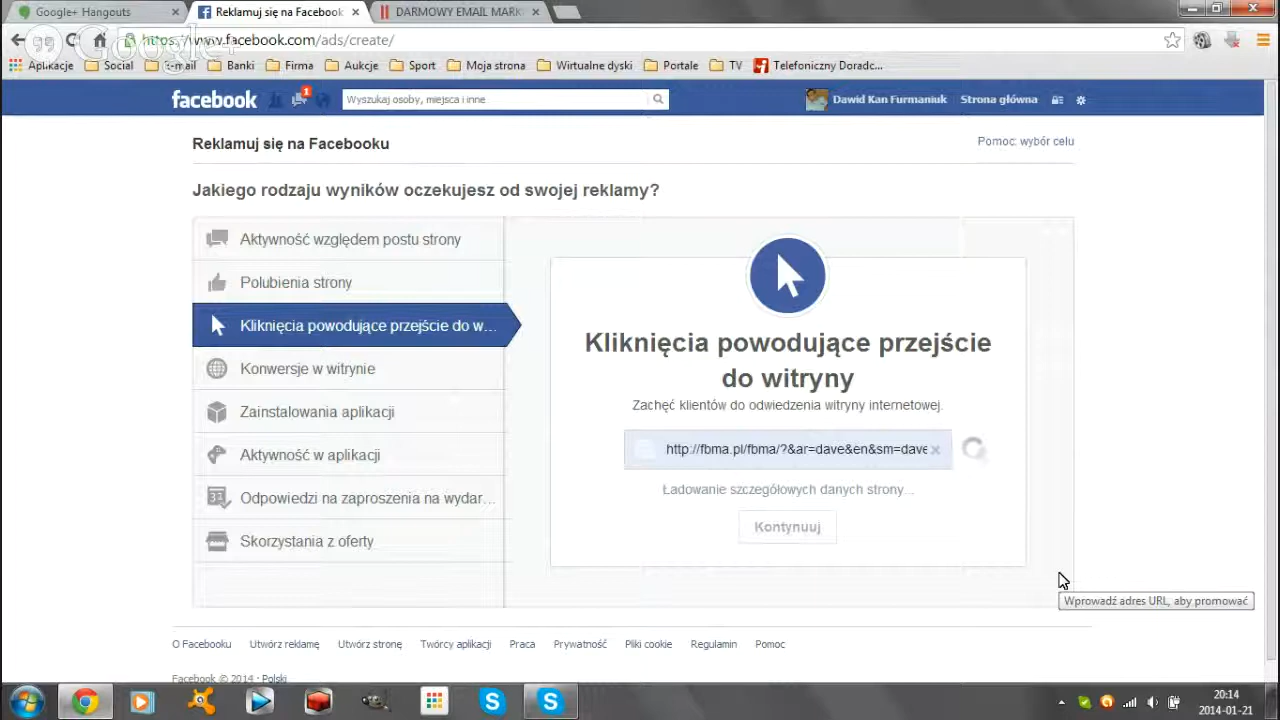 Google+ Hangouts
Reklamuj się na Facebooku
DARMOWY EMAIL MARK
https://www.facebook.com/ads/create/
Google+
Aplikacje
Social
E-mail
Banki
Firma
Aukcje
Sport
Moja strona
Wirtualne dyski
Portale
TV
Telefoniczny Doradc...
facebook
1
Wyszukaj osoby, miejsca i inne
Dawid Kan Furmaniuk
Strona główna
Reklamuj się na Facebooku
Pomoc: wybór celu
Jakiego rodzaju wyników oczekujesz od swojej reklamy?
Aktywność względem postu strony
Polubienia strony
Kliknięcia powodujące przejście do w...
Konwersje w witrynie
Zainstalowania aplikacji
Aktywność w aplikacji
31
Odpowiedzi na zaproszenia na wydar...
Skorzystania z oferty
Kliknięcia powodujące przejście
do witryny
Zachęć klientów do odwiedzenia witryny internetowej.
http://fbma.pl/fbma/?&ar=dave&en&sm=dave
Ładowanie szczegółowych danych strony...
Kontynuuj
Wprowadź adres URL, aby promować
O Facebooku
Utwórz reklamę
Utwórz stronę
Twórcy aplikacji
Praca
Prywatność
Pliki cookie
Regulamin
Pomoc
Facebook © 2014 · Polski
20:14
2014-01-21